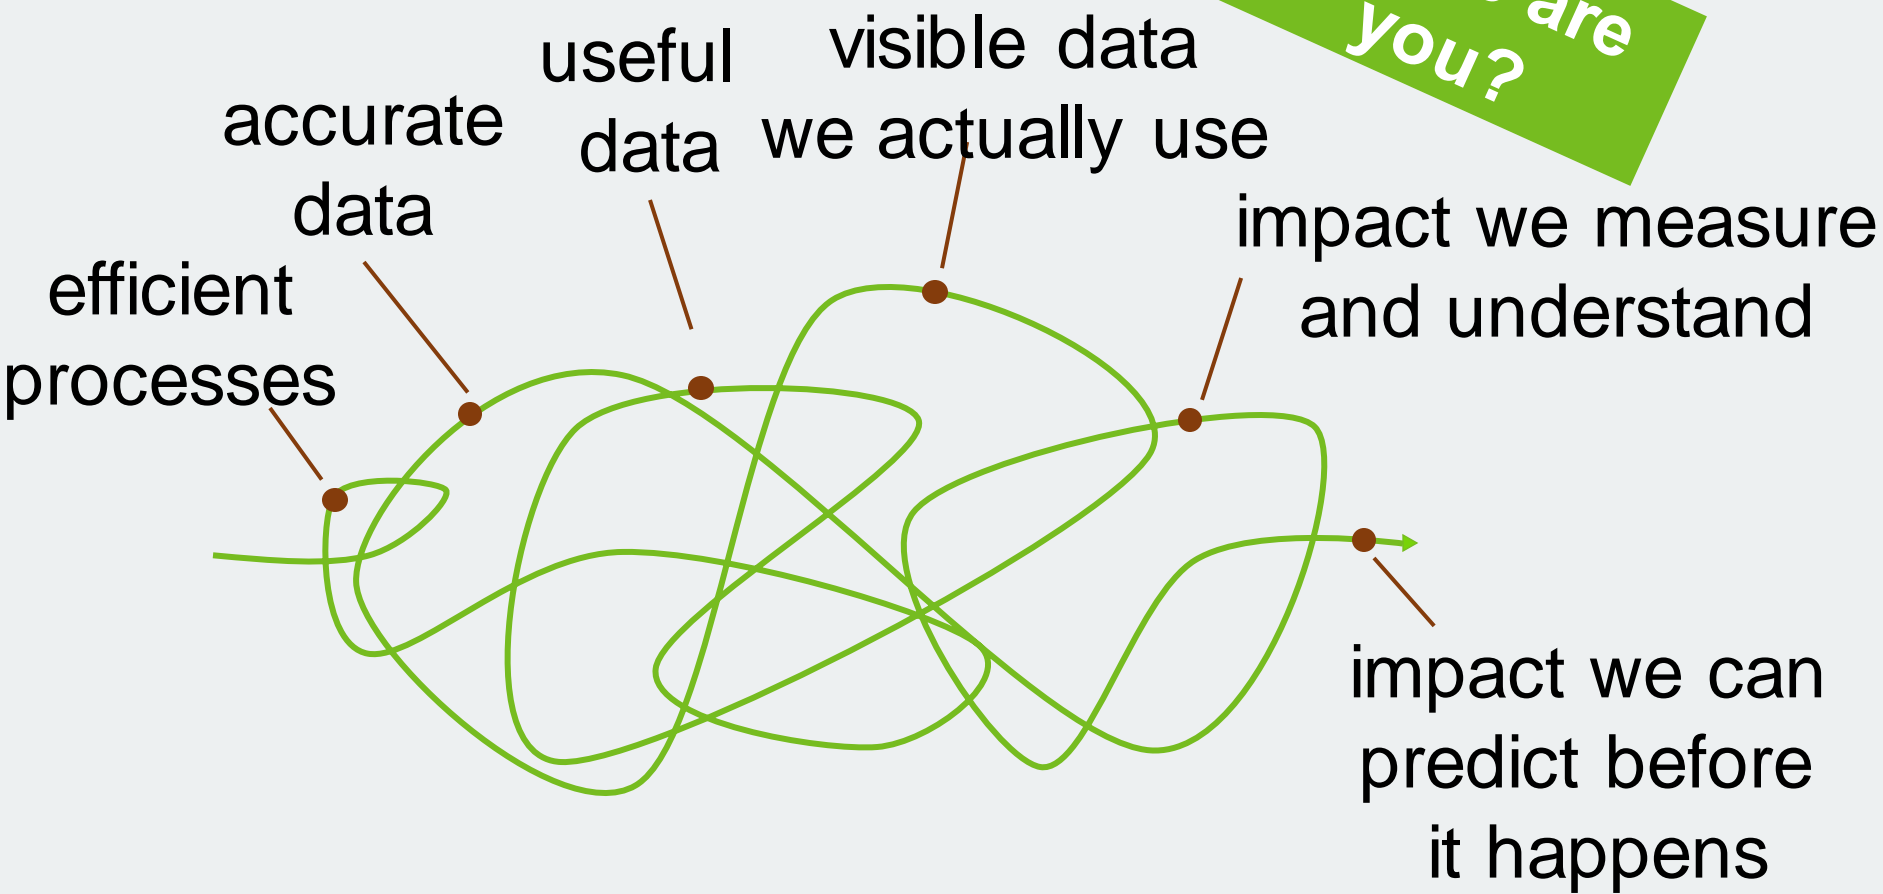 are
you?
useful
data
visible data
we actually use
accurate
data
efficient
processes
impact we measure
and understand
impact we can
predict before
it happens